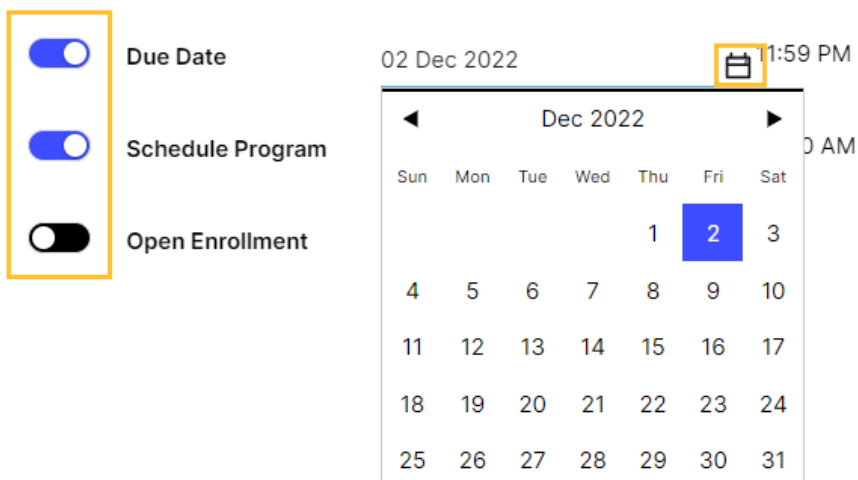 Due Date 02 Dec 2022 11:59 PM
Dec 2022
Schedule Program AM
Sun Mon Tue Wed Thu Fri Sat
1 2 3
Open Enrollment
4 5 6 7 8 9 10
11 12 13 14 15 16 17
18 19 20 21 22 23 24
25 26 27 28 29 30 31